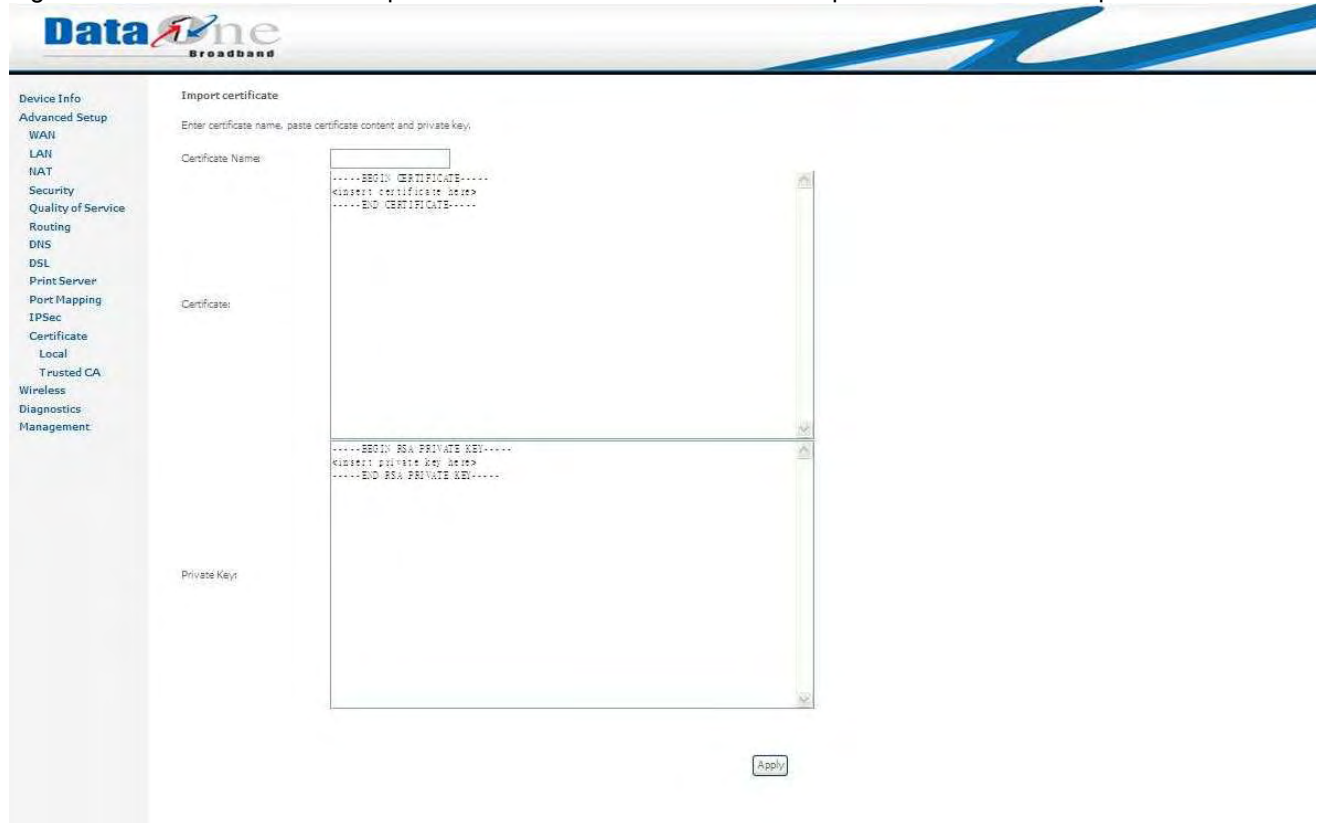 Data One
Broadband
Device Info
Advanced Setup
WAN
LAN
NAT
Security
Quality of Service
Routing
DNS
DSL
Print Server
Port Mapping
IPSec
Certificate
Local
Trusted CA
Wireless
Diagnostics
Management
Import certificate
Enter certificate name, paste certificate content and private key.
Certificate Name:
-----BEGIN CERTIFICATE-----
<insert certificate here>
-----END CERTIFICATE-----
Certificate:
-----BEGIN RSA PRIVATE KEY-----
<insert private key here>
-----END RSA PRIVATE KEY-----
Private Key:
Apply